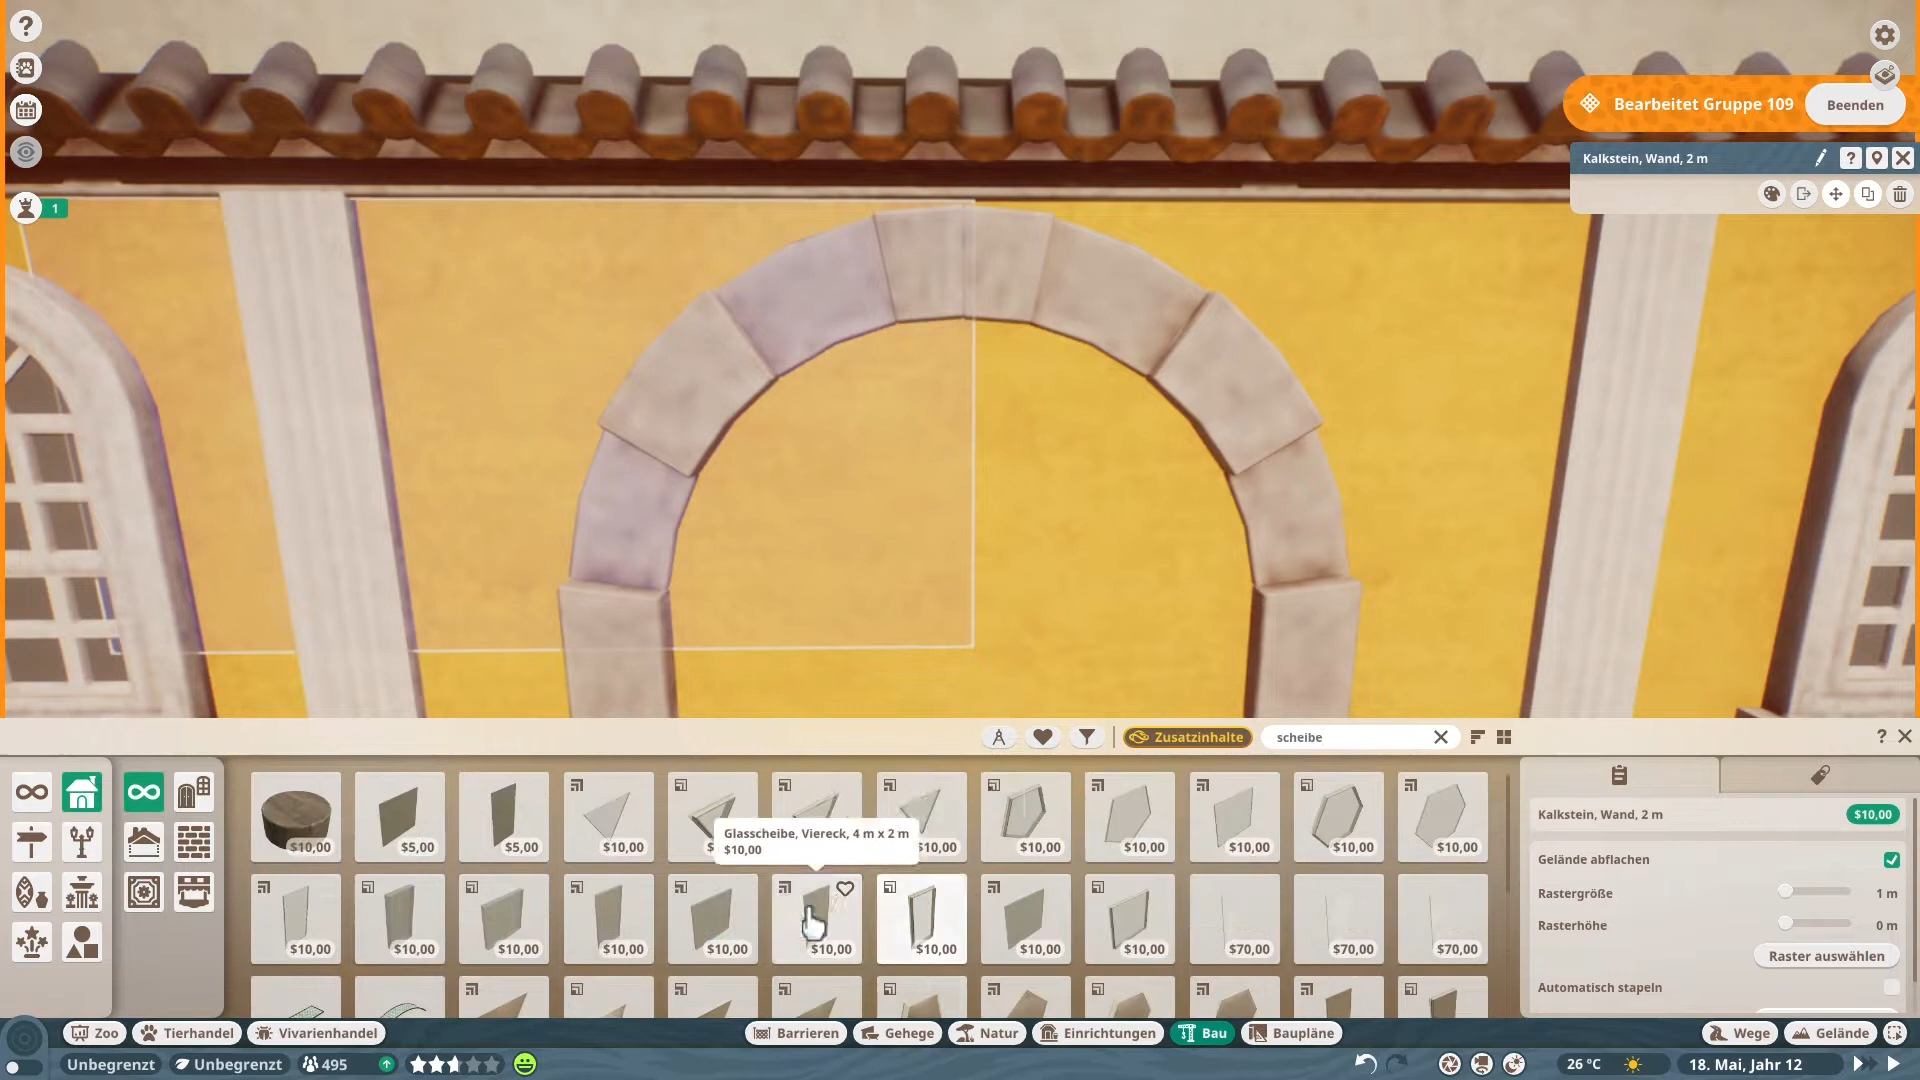 ?
Bearbeitet Gruppe 109
Beenden
Kalkstein, Wand, 2 m
?
1
Zusatzinhalte
scheibe
?
$10,00
$5,00
$5,00
$10,00
$10,00
$10,00
$10,00
$10,00
$10,00
$10,00
Glasscheibe, Viereck, 4 m x 2 m
$10,00
$10,00
$10,00
$10,00
$10,00
$10,00
$10,00
$10,00
$10,00
$10,00
$70,00
$70,00
$70,00
Kalkstein, Wand, 2 m
$10,00
Gelände abflachen
Rastergröße
1 m
Rasterhöhe
0 m
Raster auswählen
Automatisch stapeln
Zoo
Tierhandel
Vivarienhandel
Barrieren
Gehege
Natur
Einrichtungen
Bau
Baupläne
Wege
Gelände
Unbegrenzt
Unbegrenzt
495
26 °C
18. Mai, Jahr 12